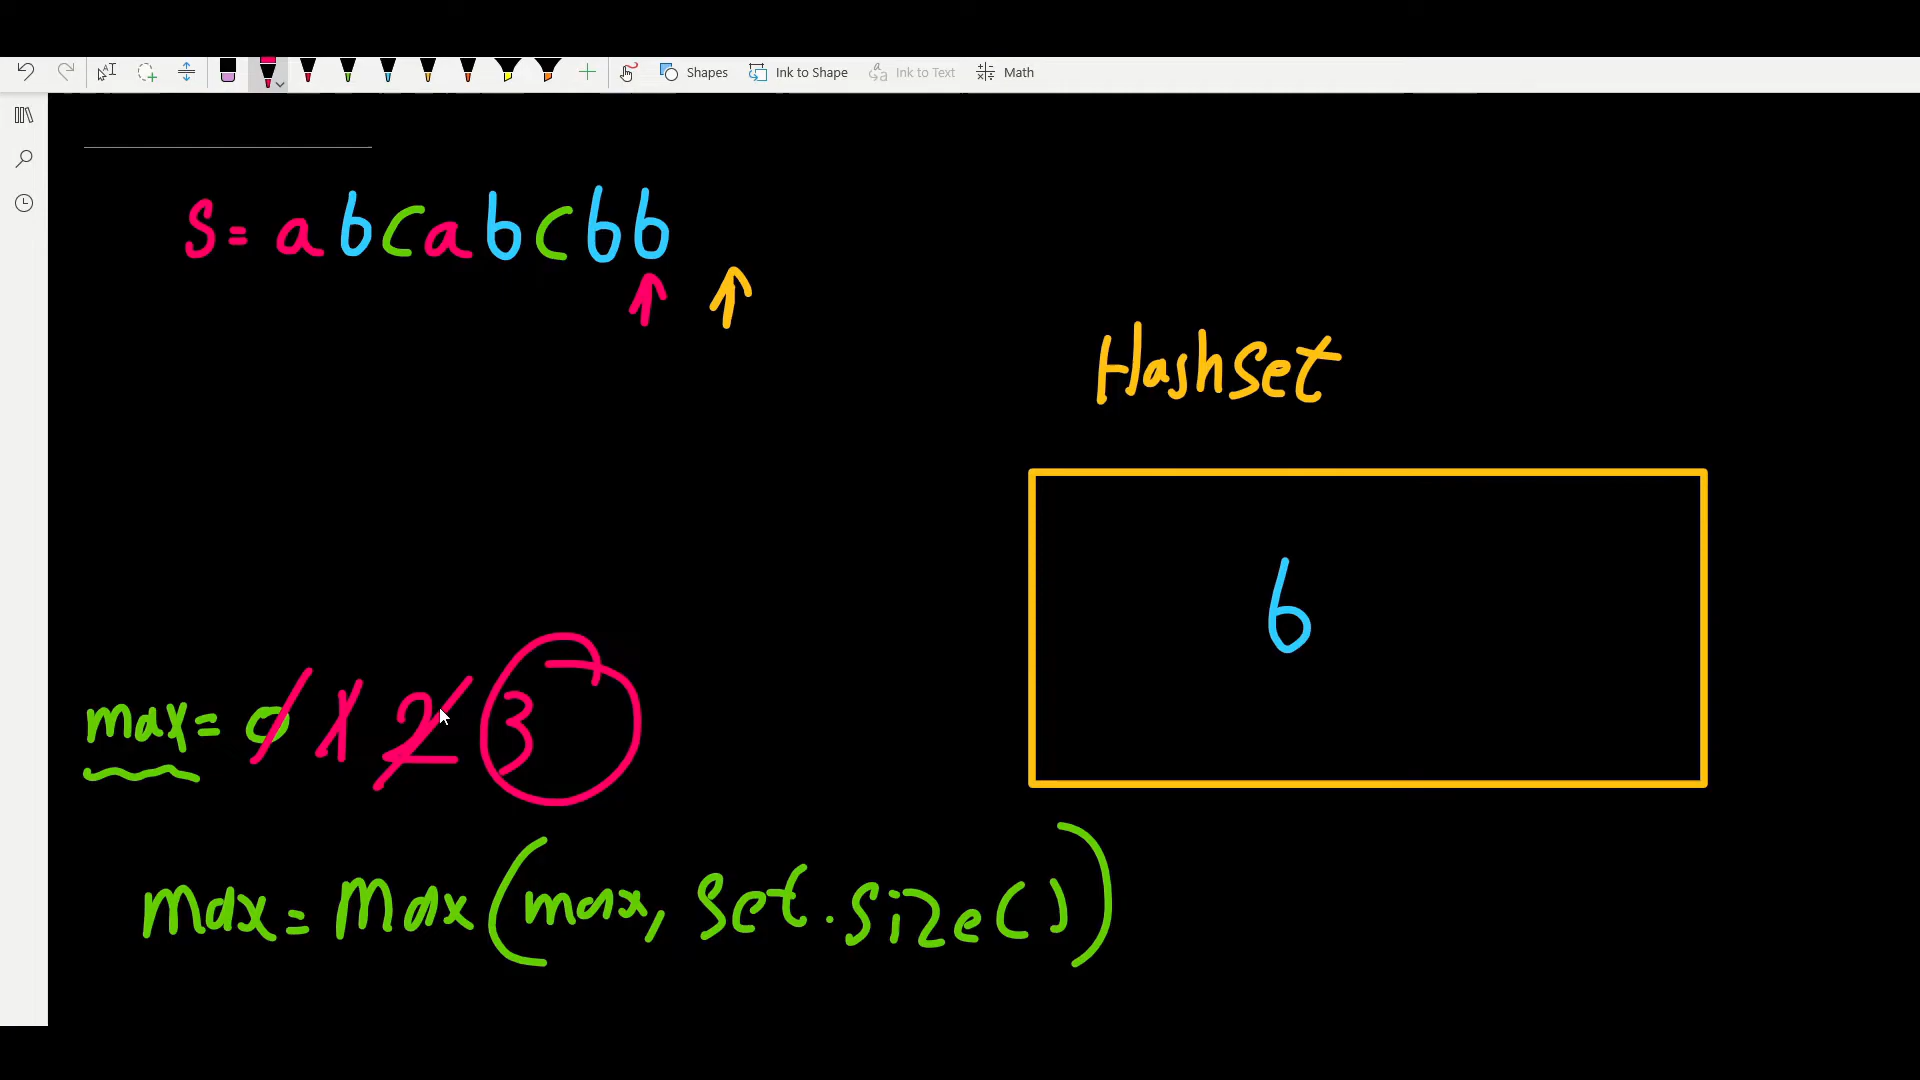 Shapes Ink to Shape Ink to Text Math
S= abcabcbb
HashSet
b
max= 0 1 2 3
max= Max(max, set.size())